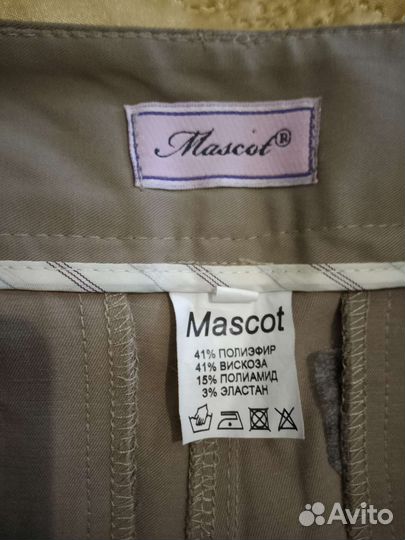 Mascot®
Mascot
41% ПОЛИЭФИР
41% ВИСКОЗА
15% ПОЛИАМИД
3% ЭЛАСТАН
Avito